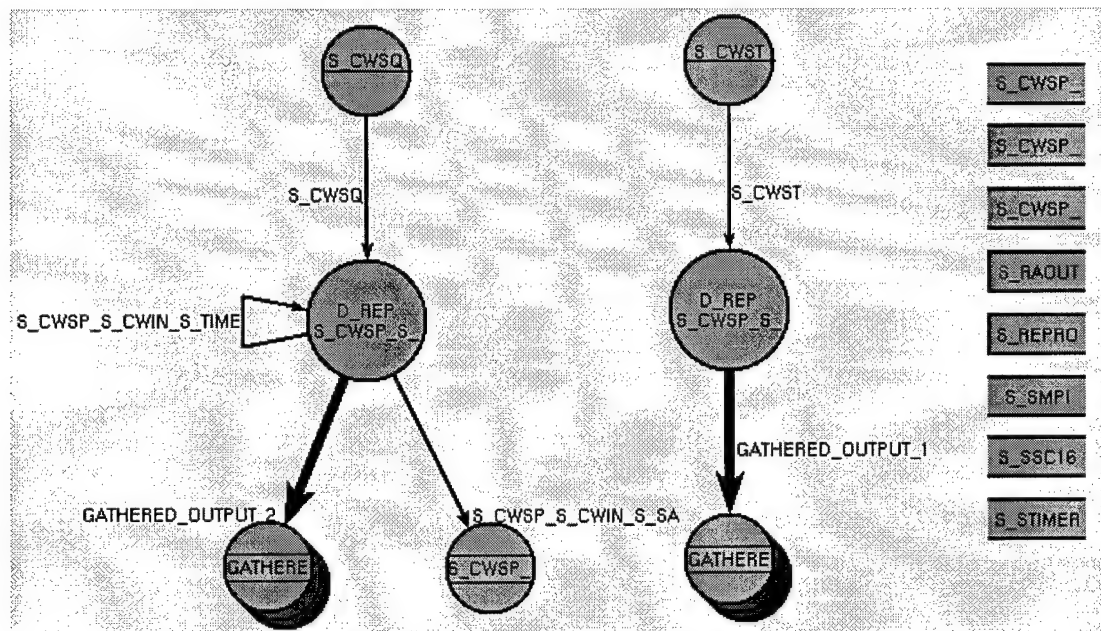 S_CWSQ
S_CWST
S_CWSP_
S_CWSP_
S_CWSP_
S_RAOUT
S_REPRO
S_SMPI
S_SSC16
S_STIMER
S_CWSQ
S_CWST
S_CWSP_S_CWIN_S_TIME
D_REP
S_CWSP_S_
D_REP
S_CWSP_S_
GATHERED_OUTPUT_2
S_CWSP_S_CWIN_S_SA
GATHERED_OUTPUT_1
GATHERE
S_CWSP_
GATHERE